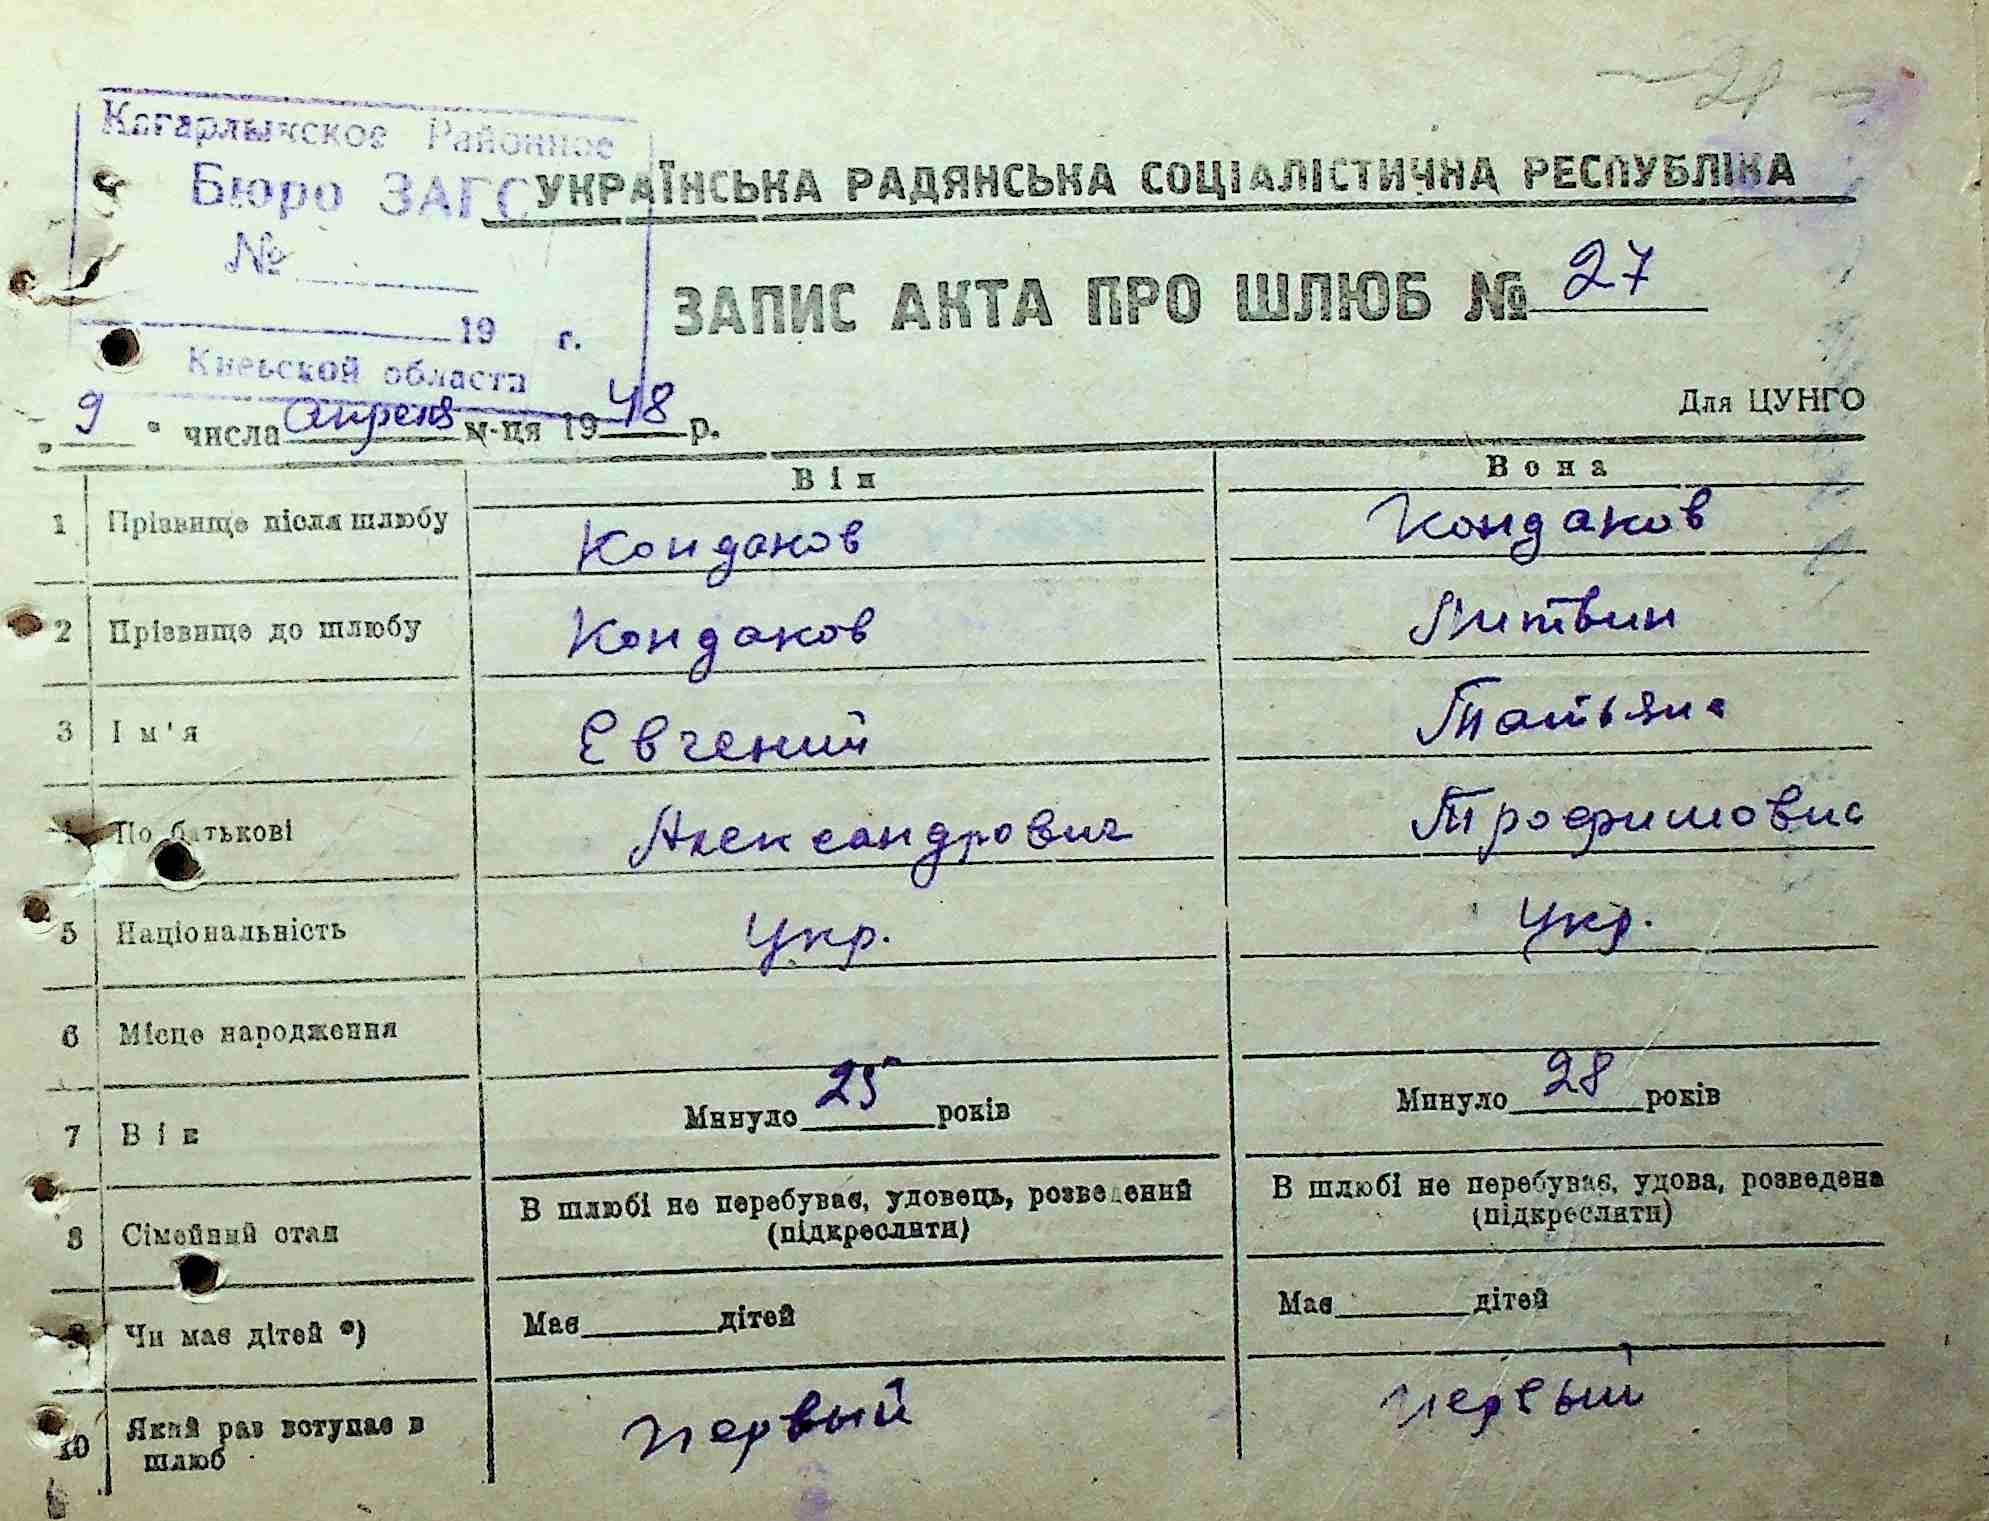 21
Кагарлыкское Районное
Бюро ЗАГС
№
19 г.
Киевской области
УКРАЇНСЬКА РАДЯНСЬКА СОЦІАЛІСТИЧНА РЕСПУБЛІКА
ЗАПИС АКТА ПРО ШЛЮБ № 27
Для ЦУНГО
„ 9 " числа апреля м-ця 1948 р.
Він Вона
1 Прізвище після шлюбу Кондаков Кондаков
2 Прізвище до шлюбу Кондаков Литвин
3 Ім'я Евгений Татьяна
4 По батькові Александрович Трофимовна
5 Національність укр. укр.
6 Місце народження
7 Вік Минуло 25 років Минуло 28 років
8 Сімейний стан В шлюбі не перебуває, удовець, розведений В шлюбі не перебуває, удова, розведена
(підкреслити) (підкреслити)
9 Чи має дітей *) Має дітей Має дітей
10 Який раз вступає в первый первый
шлюб